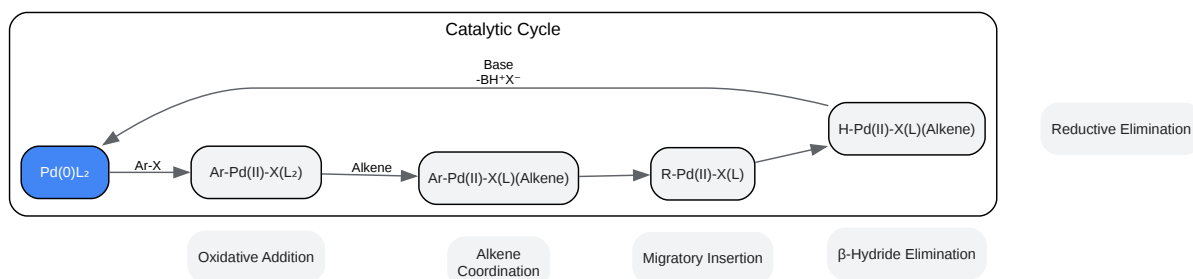 Catalytic Cycle
Base
-BH⁺X⁻
H-Pd(II)-X(L)(Alkene)
Reductive Elimination
Pd(0)L₂
Ar-X
Ar-Pd(II)-X(L₂)
Alkene
Ar-Pd(II)-X(L)(Alkene)
R-Pd(II)-X(L)
Oxidative Addition
Alkene
Coordination
Migratory Insertion
β-Hydride Elimination